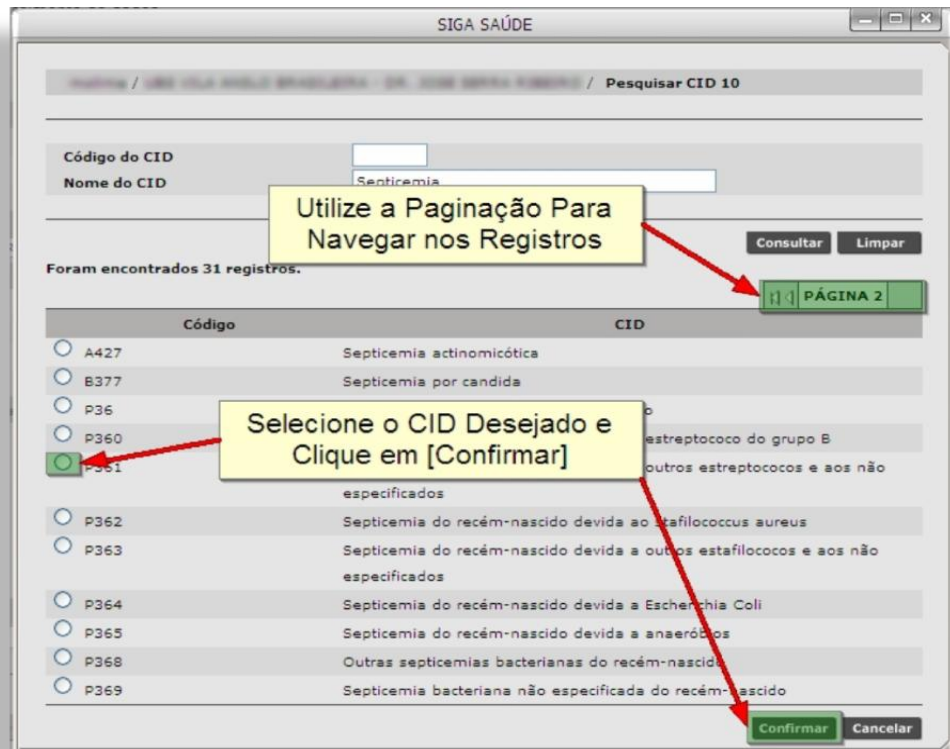 SIGA SAÚDE
/ / Pesquisar CID 10
Código do CID
Nome do CID Septicemia
Utilize a Paginação Para
Navegar nos Registros
Consultar Limpar
Foram encontrados 31 registros.
PÁGINA 2
Código CID
A427 Septicemia actinomicótica
B377 Septicemia por candida
P36
Selecione o CID Desejado e
Clique em [Confirmar]
P360 estreptococo do grupo B
P361 outros estreptococos e aos não
especificados
P362 Septicemia do recém-nascido devida ao stafilococcus aureus
P363 Septicemia do recém-nascido devida a outros estafilococos e aos não
especificados
P364 Septicemia do recém-nascido devida a Escherichia Coli
P365 Septicemia do recém-nascido devida a anaeróbios
P368 Outras septicemias bacterianas do recém-nascido
P369 Septicemia bacteriana não especificada do recém-nascido
Confirmar Cancelar